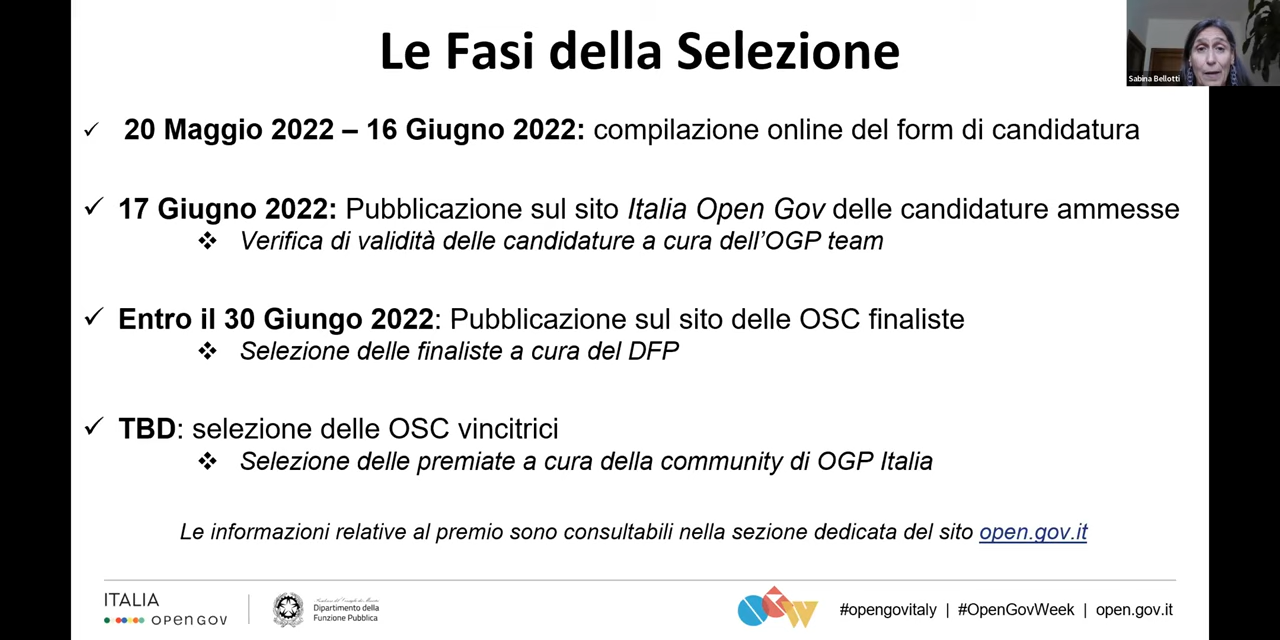 Le Fasi della Selezione
Sabina Bellotti
✓ 20 Maggio 2022 – 16 Giugno 2022: compilazione online del form di candidatura
✓ 17 Giugno 2022: Pubblicazione sul sito Italia Open Gov delle candidature ammesse
❖ Verifica di validità delle candidature a cura dell’OGP team
✓ Entro il 30 Giungo 2022: Pubblicazione sul sito delle OSC finaliste
❖ Selezione delle finaliste a cura del DFP
✓ TBD: selezione delle OSC vincitrici
❖ Selezione delle premiate a cura della community di OGP Italia
Le informazioni relative al premio sono consultabili nella sezione dedicata del sito open.gov.it
ITALIA
open gov
Dipartimento della
Funzione Pubblica
OGW
#opengovitaly | #OpenGovWeek | open.gov.it